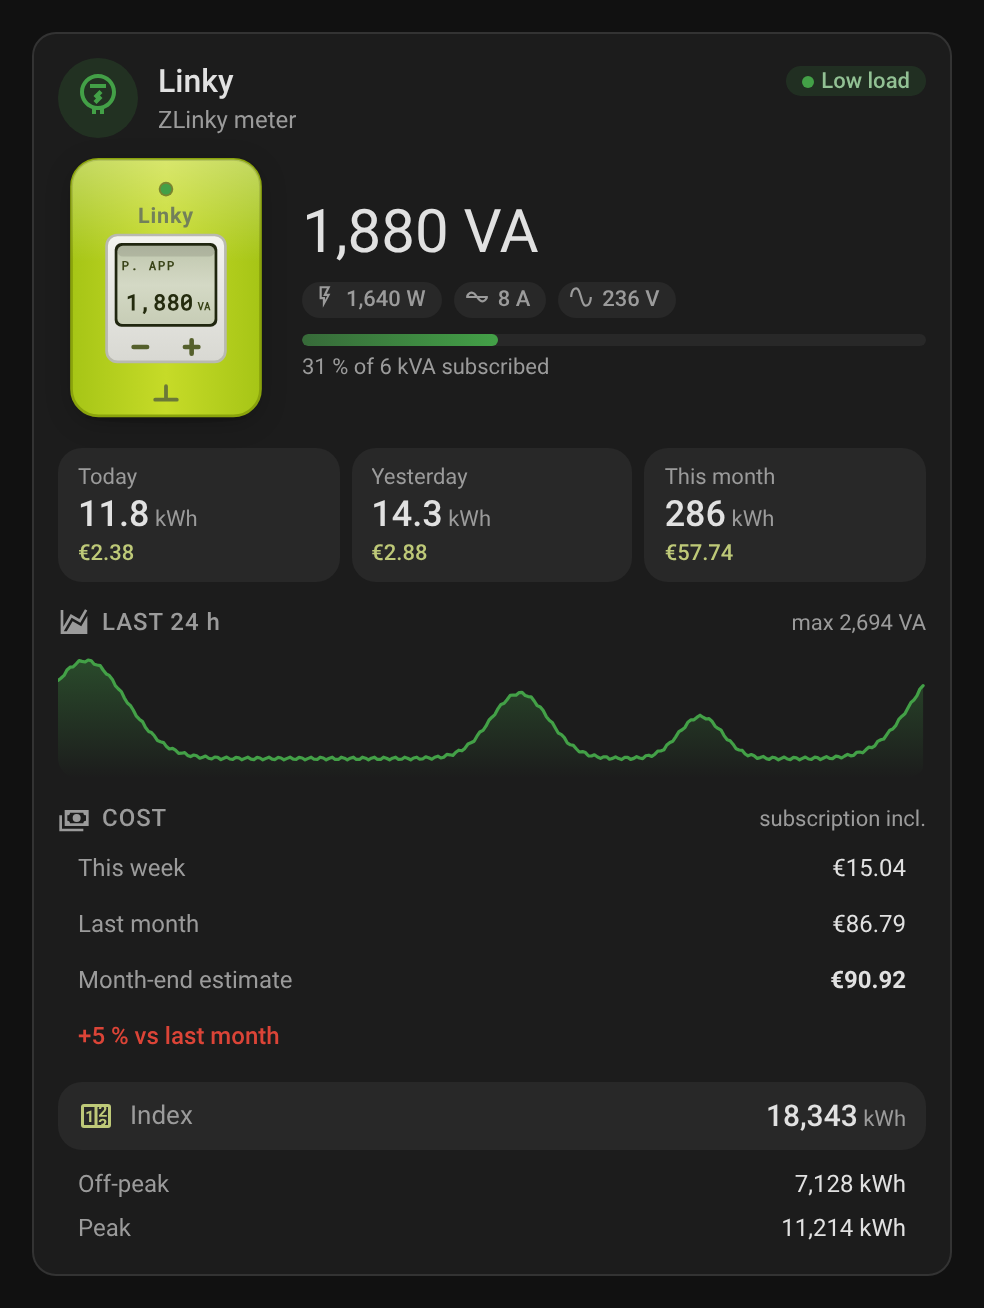 Linky
ZLinky meter
Low load
Linky
P. APP
1,880 VA
1,880 VA
1,640 W
8 A
236 V
31 % of 6 kVA subscribed
Today
11.8 kWh
€2.38
Yesterday
14.3 kWh
€2.88
This month
286 kWh
€57.74
LAST 24 h
max 2,694 VA
COST
subscription incl.
This week
€15.04
Last month
€86.79
Month-end estimate
€90.92
+5 % vs last month
Index
18,343 kWh
Off-peak
7,128 kWh
Peak
11,214 kWh